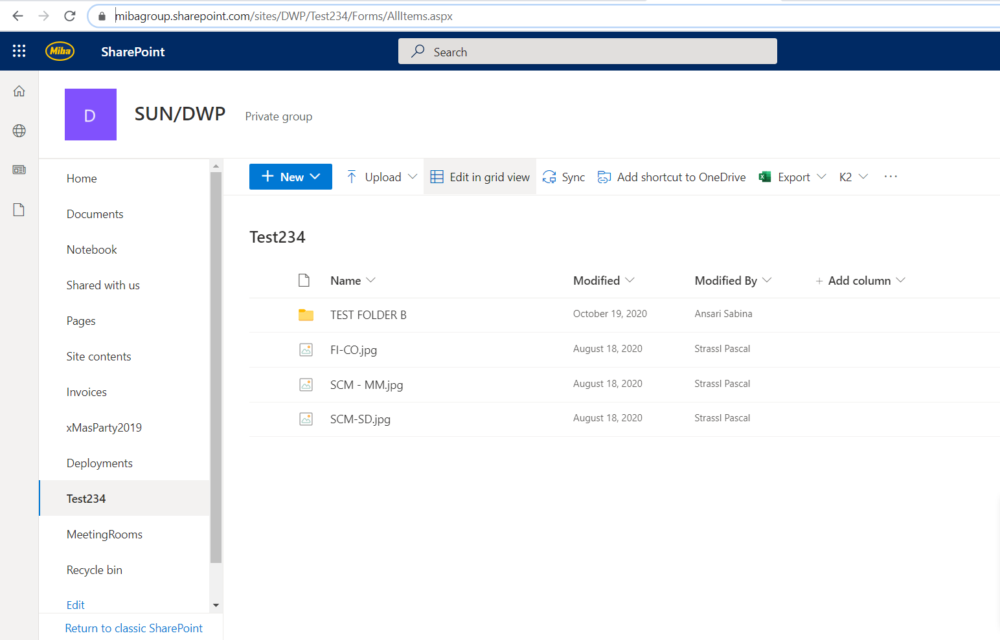 mibagroup.sharepoint.com/sites/DWP/Test234/Forms/AllItems.aspx
Miba SharePoint Search
D SUN/DWP Private group
Home
Documents
Notebook
Shared with us
Pages
Site contents
Invoices
xMasParty2019
Deployments
Test234
MeetingRooms
Recycle bin
Edit
Return to classic SharePoint
+ New Upload Edit in grid view Sync Add shortcut to OneDrive Export K2 ···
Test234
Name Modified Modified By + Add column
TEST FOLDER B October 19, 2020 Ansari Sabina
FI-CO.jpg August 18, 2020 Strassl Pascal
SCM - MM.jpg August 18, 2020 Strassl Pascal
SCM-SD.jpg August 18, 2020 Strassl Pascal